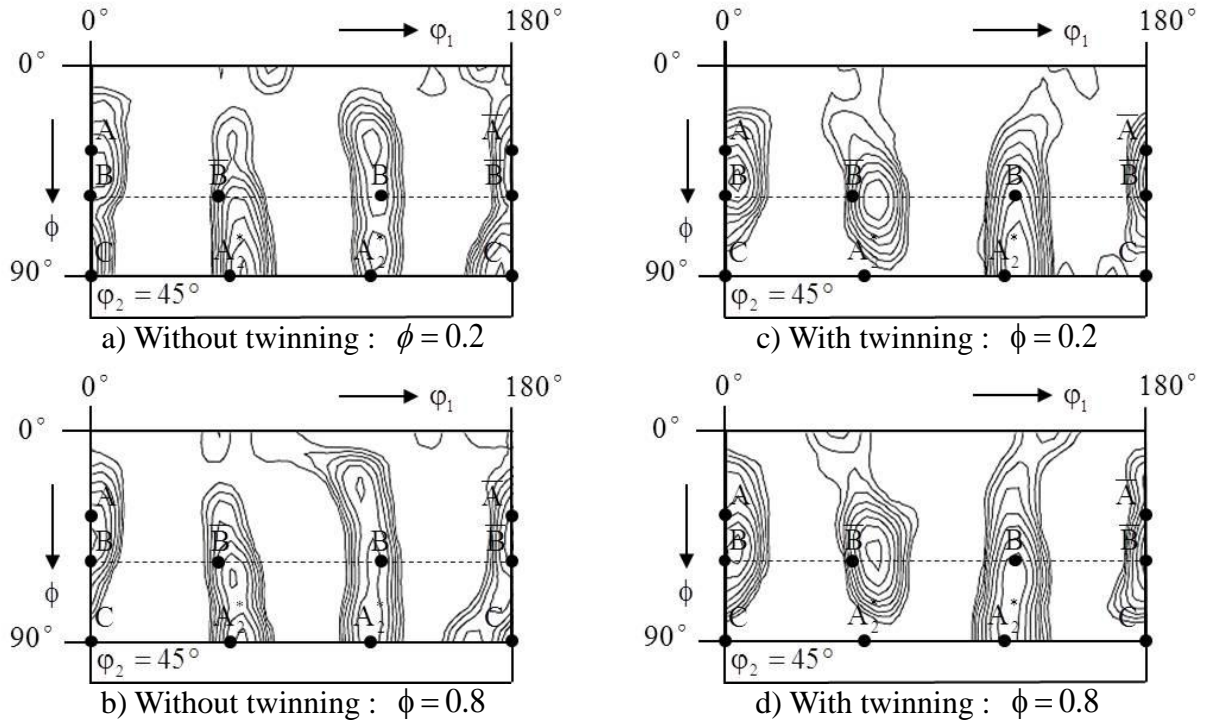 0° 180°
φ₁
0°
A A̅
B B̅ B B̅
ϕ
C A₂* A₂* C
90°
φ₂ = 45°
a) Without twinning : ϕ = 0.2
0° 180°
φ₁
0°
A A̅
B B̅ B B̅
ϕ
C A₂* A₂* C
90°
φ₂ = 45°
c) With twinning : ϕ = 0.2
0° 180°
φ₁
0°
A A̅
B B̅ B B̅
ϕ
C A₂* A₂* C
90°
φ₂ = 45°
b) Without twinning : ϕ = 0.8
0° 180°
φ₁
0°
A A̅
B B̅ B B̅
ϕ
C A₂* A₂* C
90°
φ₂ = 45°
d) With twinning : ϕ = 0.8